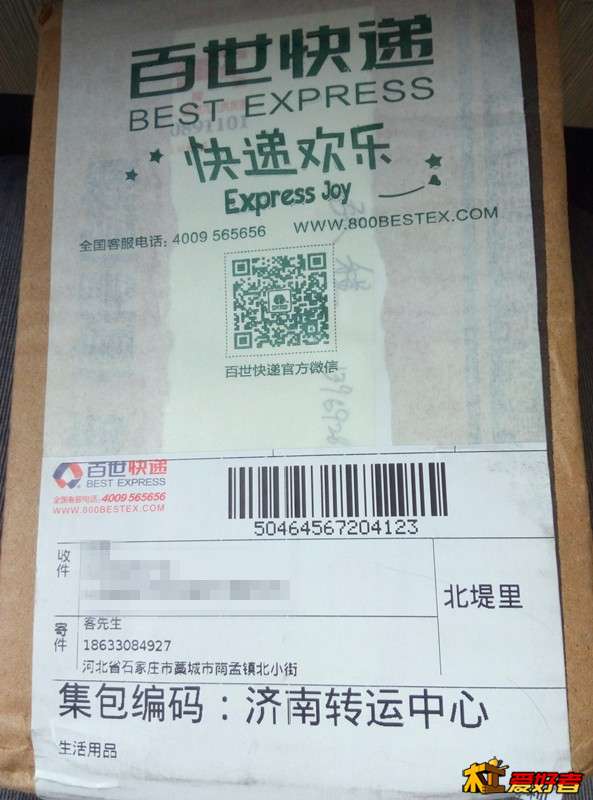 百世快递
BEST EXPRESS
快递欢乐
Express Joy
全国客服电话: 4009 565656 WWW.800BESTEX.COM
百世快递官方微信
百世快递
BEST EXPRESS
全国客服电话: 4009 565656
WWW.800BESTEX.COM
50464567204123
收件
北堤里
寄件
客先生
18633084927
河北省石家庄市藁城市荫孟镇北小街
集包编码：济南转运中心
生活用品
爱好者